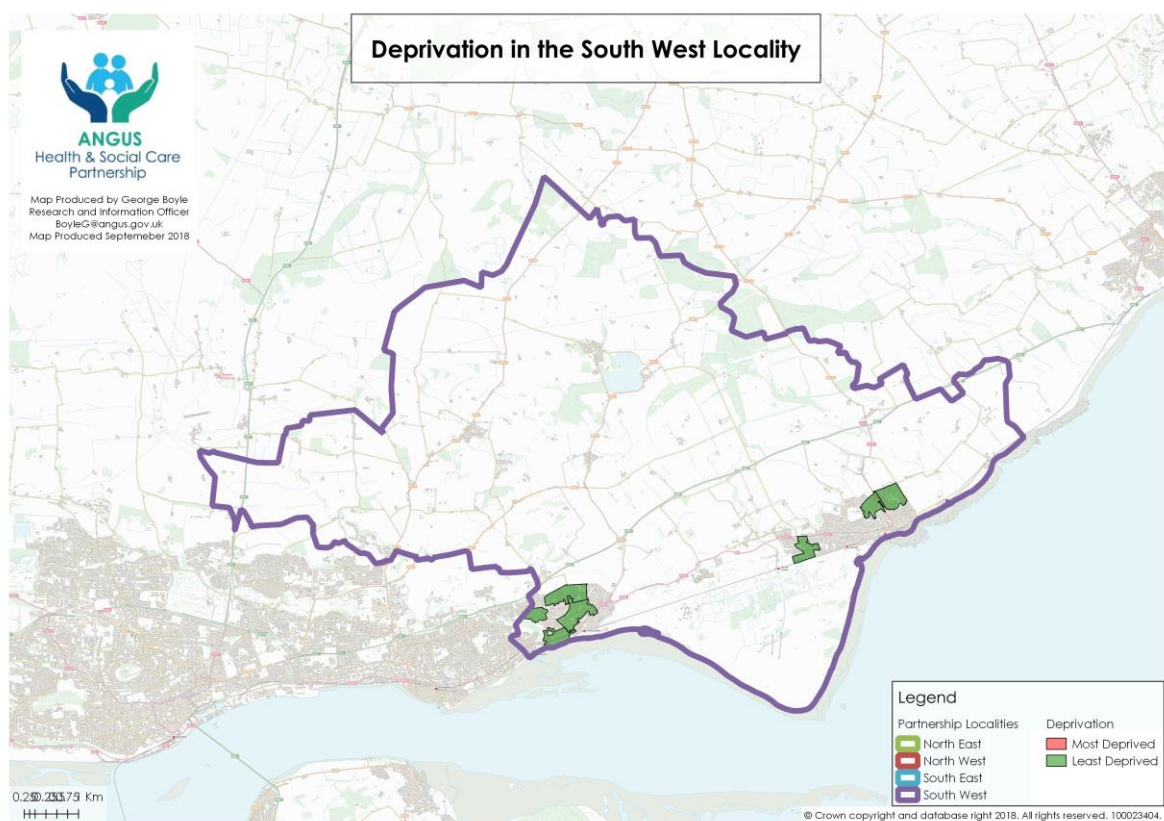 Deprivation in the South West Locality
ANGUS
Health & Social Care
Partnership
Map Produced by George Boyle
Research and Information Officer
BoyleG@angus.gov.uk
Map Produced Septemeber 2018
Legend
Partnership Localities
North East
North West
South East
South West
Deprivation
Most Deprived
Least Deprived
Km
© Crown copyright and database right 2018. All rights reserved. 100023404.